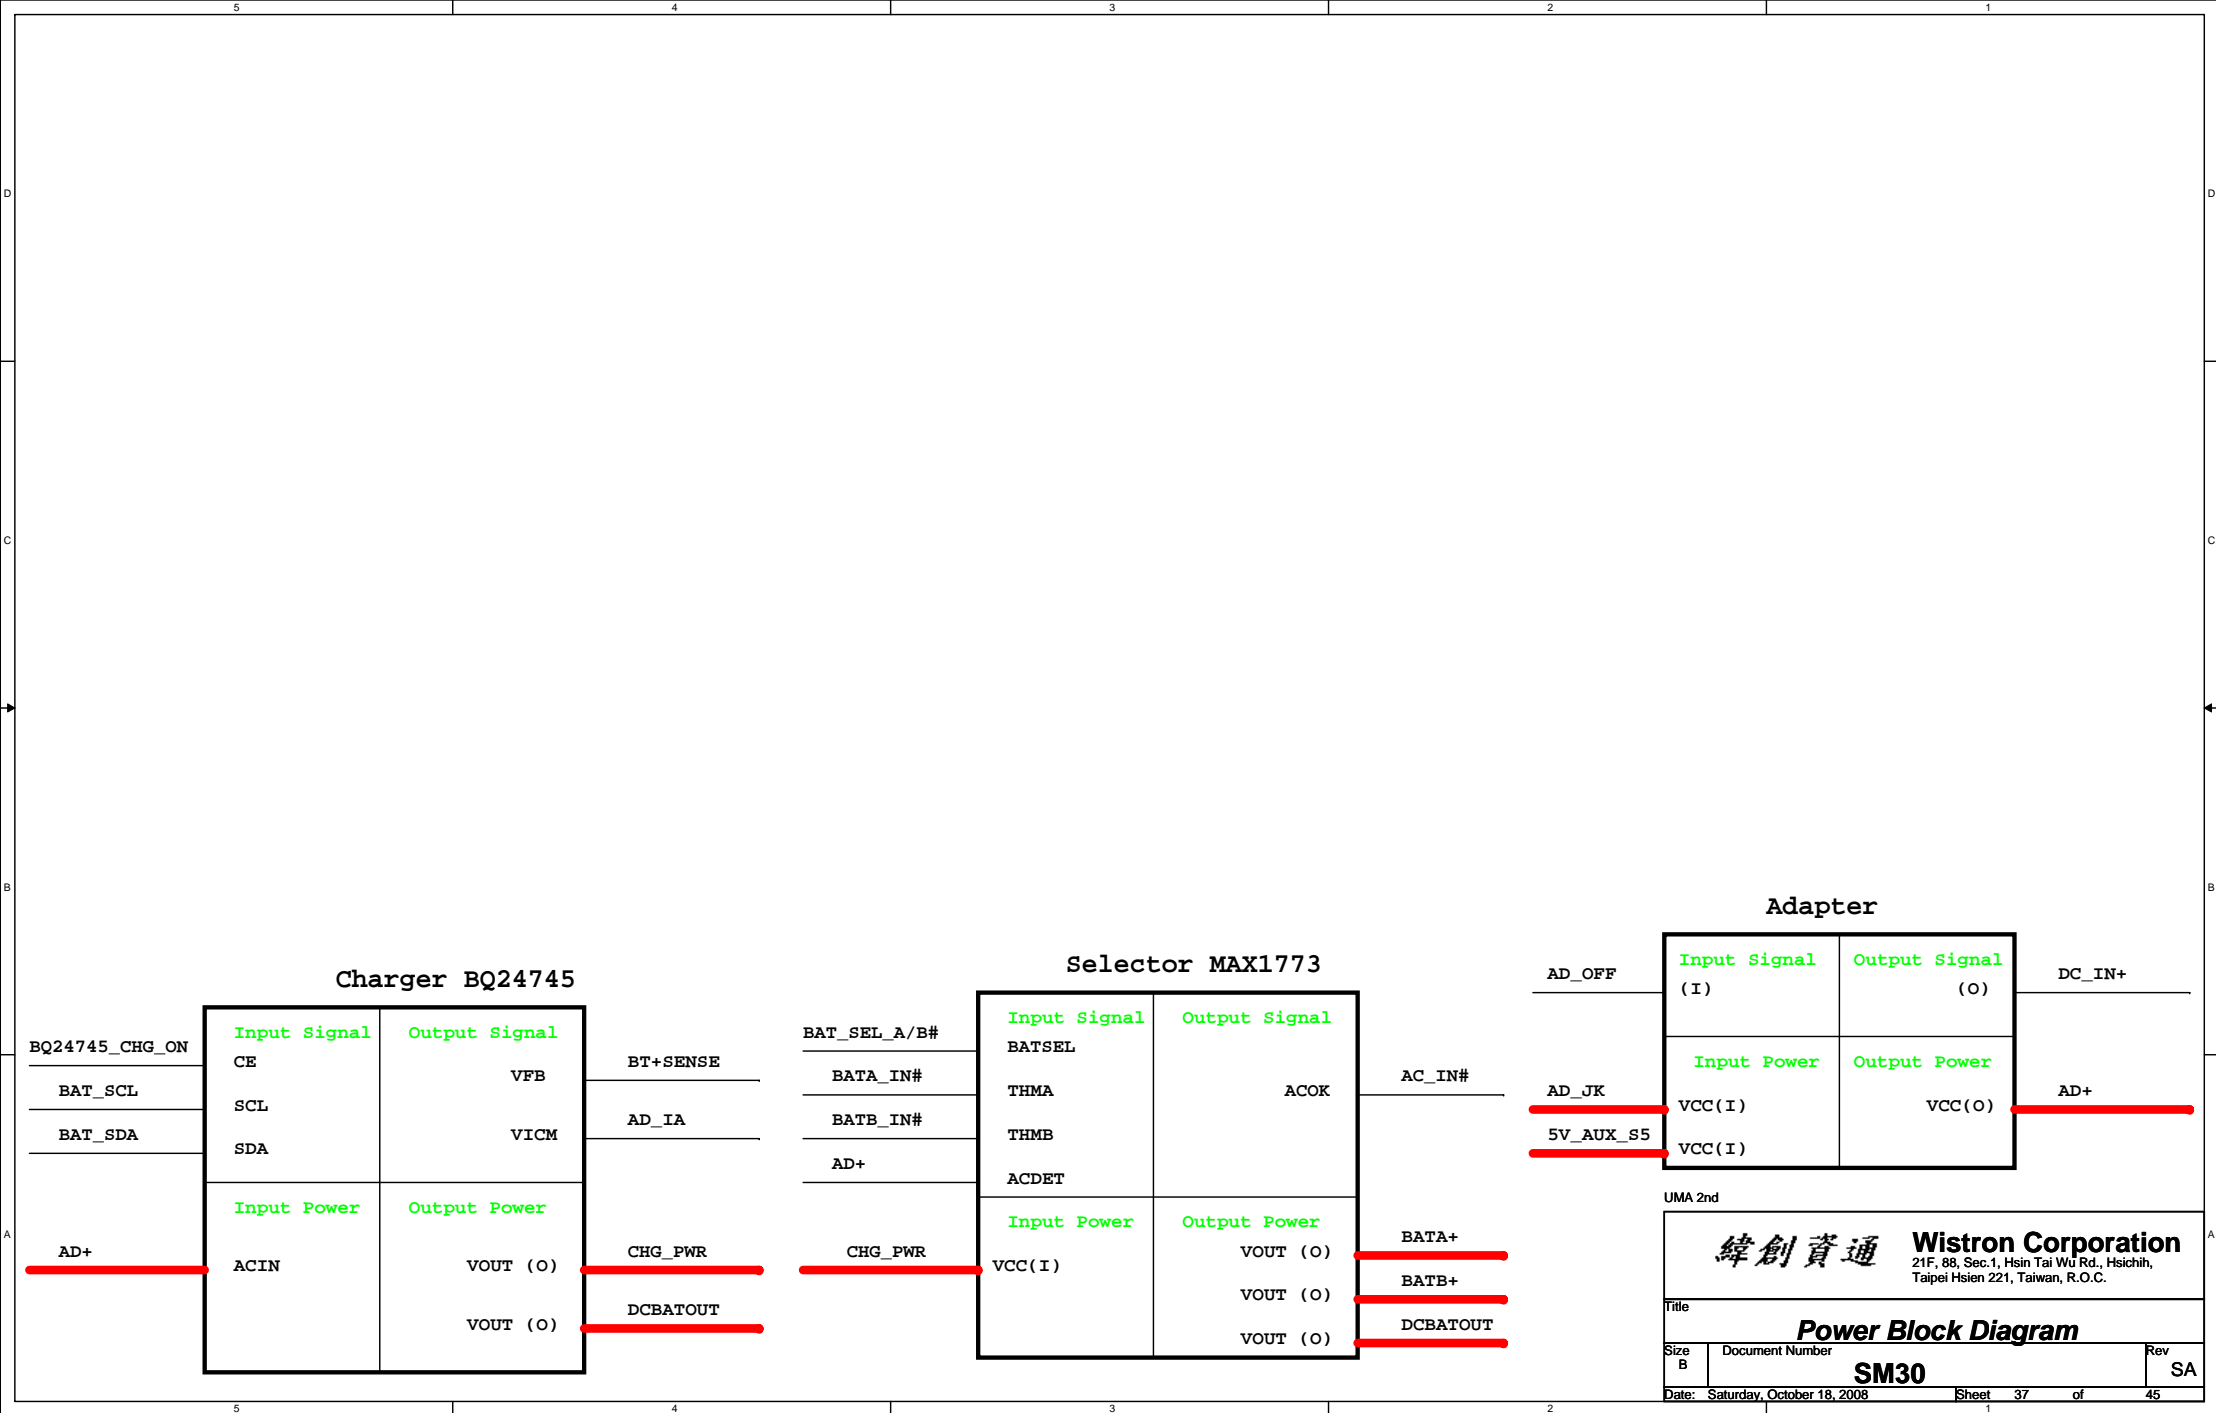 5 4 3 2 1
D D
C C
B B
A A
Charger BQ24745
Input Signal Output Signal
BQ24745_CHG_ON CE
BAT_SCL SCL
BAT_SDA SDA
VFB BT+SENSE
VICM AD_IA
Input Power Output Power
AD+ ACIN VOUT (O) CHG_PWR
VOUT (O) DCBATOUT
Selector MAX1773
Input Signal Output Signal
BAT_SEL_A/B# BATSEL
BATA_IN# THMA ACOK AC_IN#
BATB_IN# THMB
AD+ ACDET
Input Power Output Power
CHG_PWR VCC(I) VOUT (O) BATA+
VOUT (O) BATB+
VOUT (O) DCBATOUT
Adapter
Input Signal Output Signal
AD_OFF (I) (O) DC_IN+
Input Power Output Power
AD_JK VCC(I) VCC(O) AD+
5V_AUX_S5 VCC(I)
UMA 2nd
緯創資通 Wistron Corporation
21F, 88, Sec.1, Hsin Tai Wu Rd., Hsichih,
Taipei Hsien 221, Taiwan, R.O.C.
Title
Power Block Diagram
Size Document Number Rev
B SM30 SA
Date: Saturday, October 18, 2008 Sheet 37 of 45
5 4 3 2 1